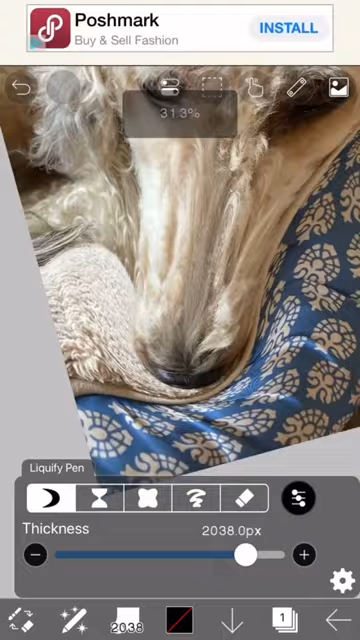 Poshmark
Buy & Sell Fashion
INSTALL
31.3%
Liquify Pen
Thickness
2038.0px
2038
1